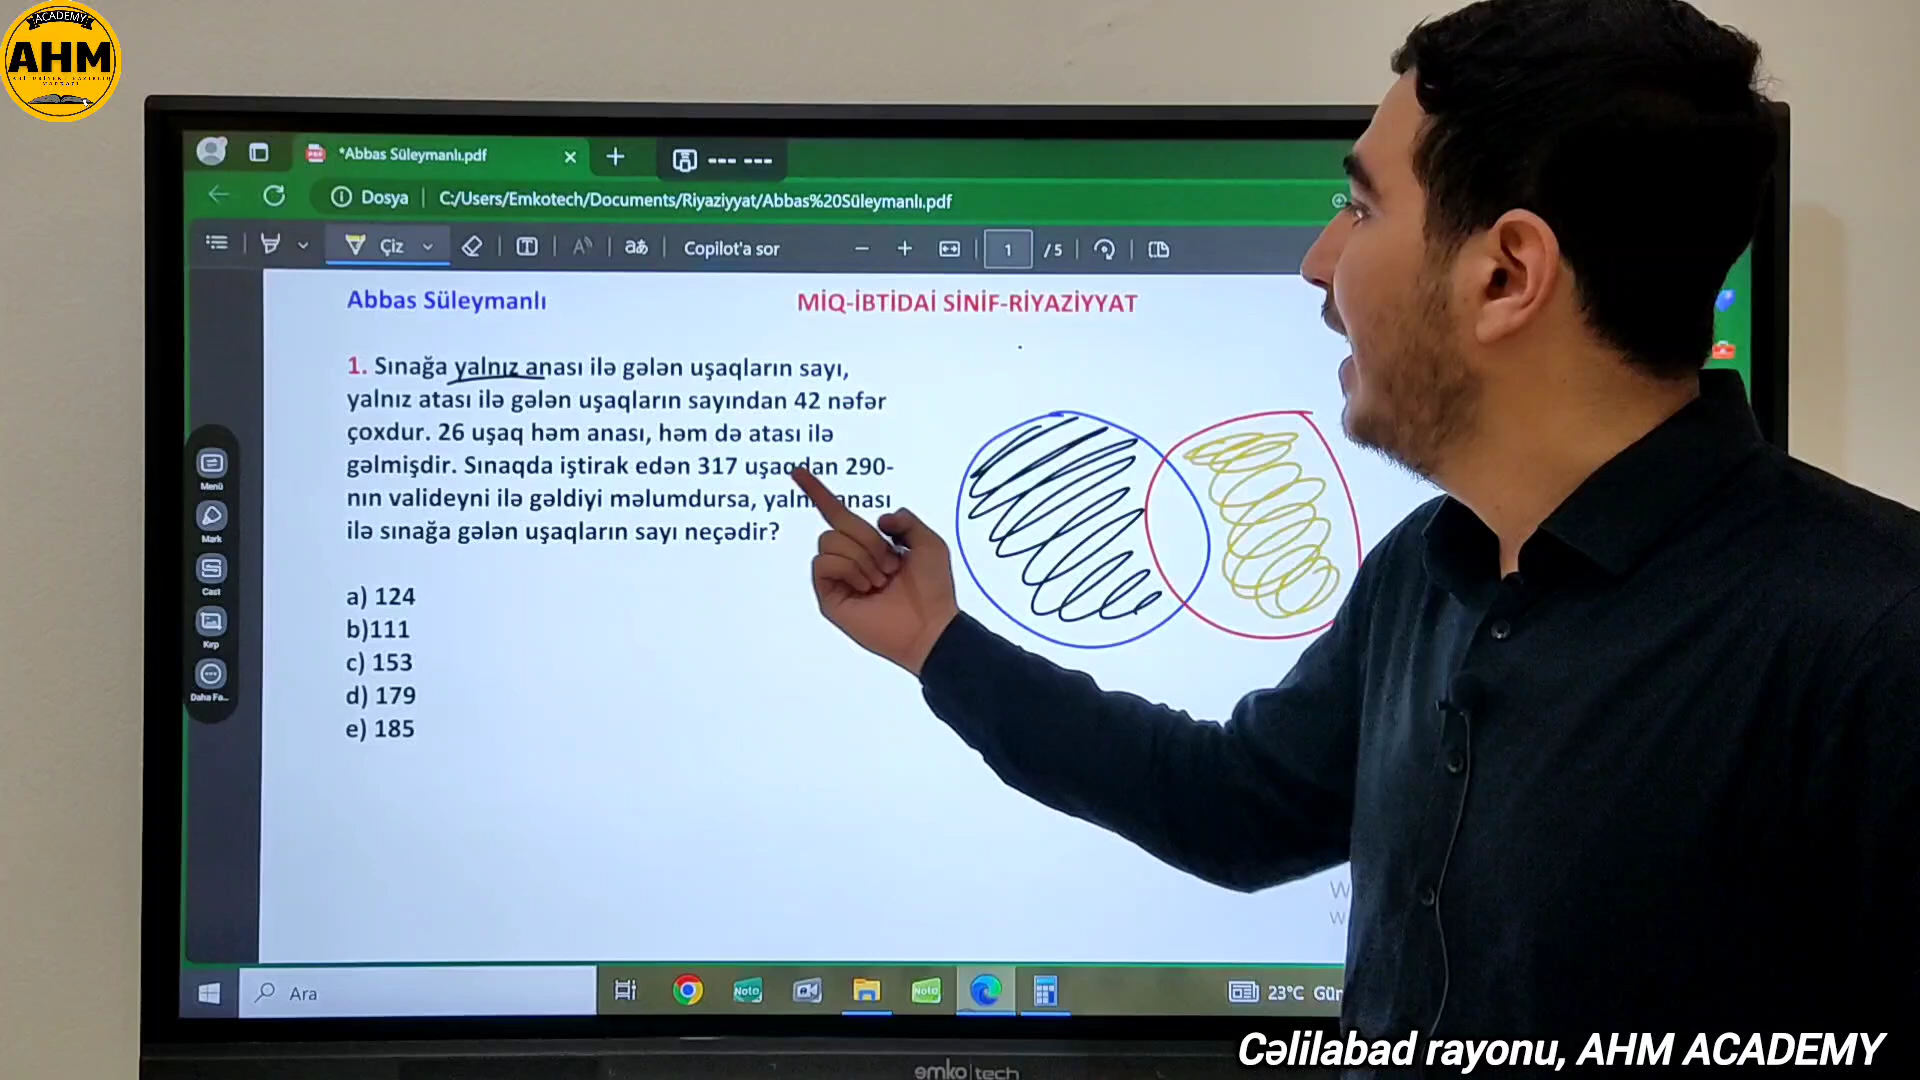 ACADEMY
AHM
*Abbas Süleymanlı.pdf
Dosya
C:/Users/Emkotech/Documents/Riyaziyyat/Abbas%20Süleymanlı.pdf
Çiz
Copilot'a sor
1 /5
Abbas Süleymanlı
MİQ-İBTİDAİ SİNİF-RİYAZİYYAT
1. Sınağa yalnız anası ilə gələn uşaqların sayı,
yalnız atası ilə gələn uşaqların sayından 42 nəfər
çoxdur. 26 uşaq həm anası, həm də atası ilə
gəlmişdir. Sınaqda iştirak edən 317 uşaqdan 290-
nın valideyni ilə gəldiyi məlumdursa, anası
ilə sınağa gələn uşaqların sayı neçədir?
a) 124
b)111
c) 153
d) 179
e) 185
Menü
Mark
Cast
Kırp
Daha Fa...
Ara
Note
Note
23°C
emko|tech
Cəlilabad rayonu, AHM ACADEMY